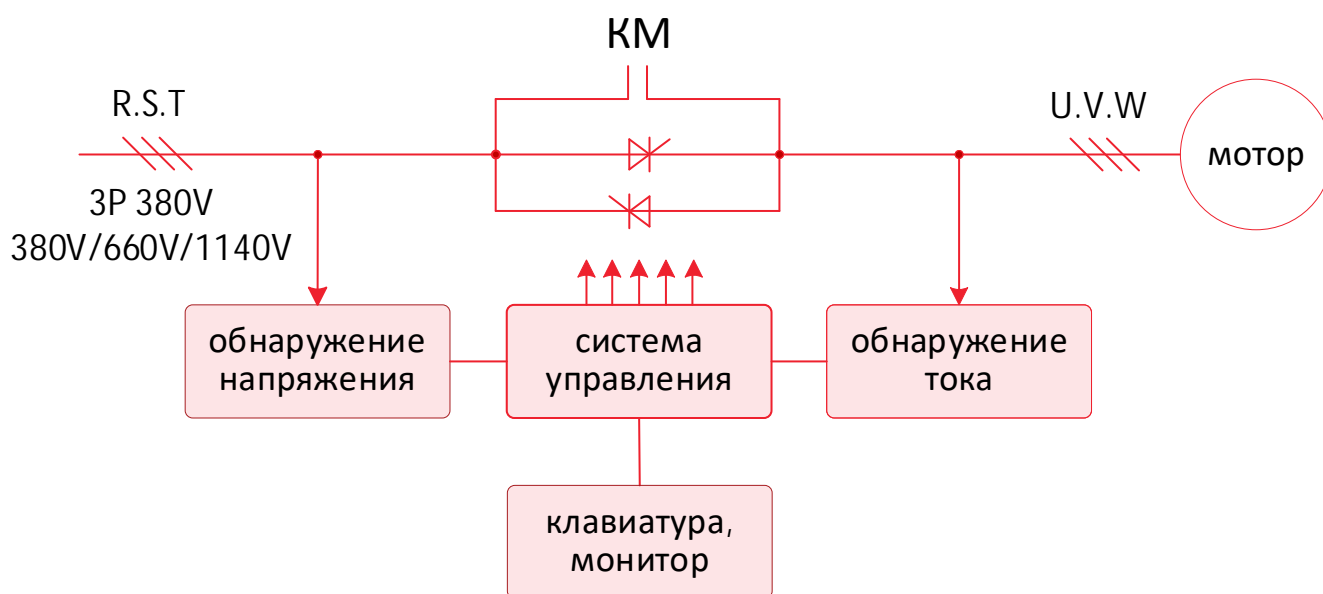 КМ
R.S.T
U.V.W
мотор
3P 380V
380V/660V/1140V
обнаружение
напряжения
система
управления
обнаружение
тока
клавиатура,
монитор